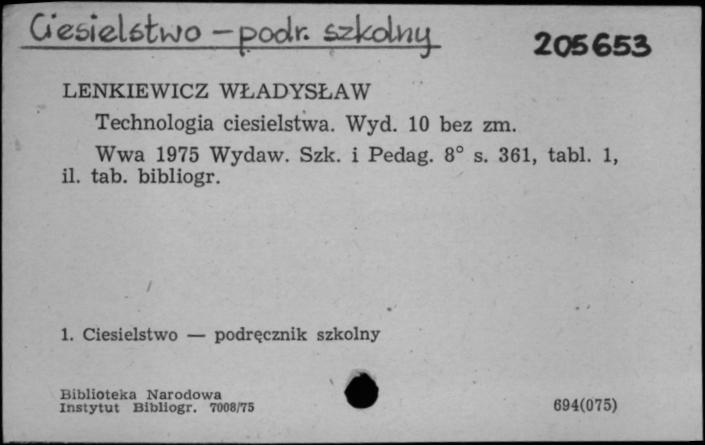 Ciesielstwo - podr. szkolny
205653
LENKIEWICZ WŁADYSŁAW
Technologia ciesielstwa. Wyd. 10 bez zm.
Wwa 1975 Wydaw. Szk. i Pedag. 8° s. 361, tabl. 1,
il. tab. bibliogr.
1. Ciesielstwo — podręcznik szkolny
Biblioteka Narodowa
Instytut Bibliogr. 7008/75
694(075)